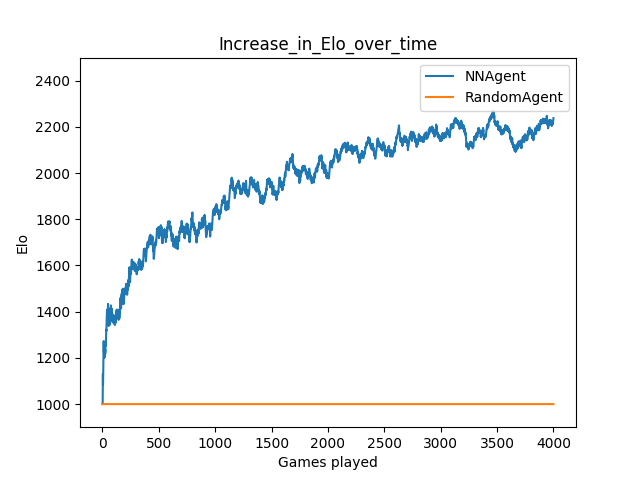 Increase_in_Elo_over_time
NNAgent
RandomAgent
2400
2200
2000
1800
1600
1400
1200
1000
Elo
0 500 1000 1500 2000 2500 3000 3500 4000
Games played